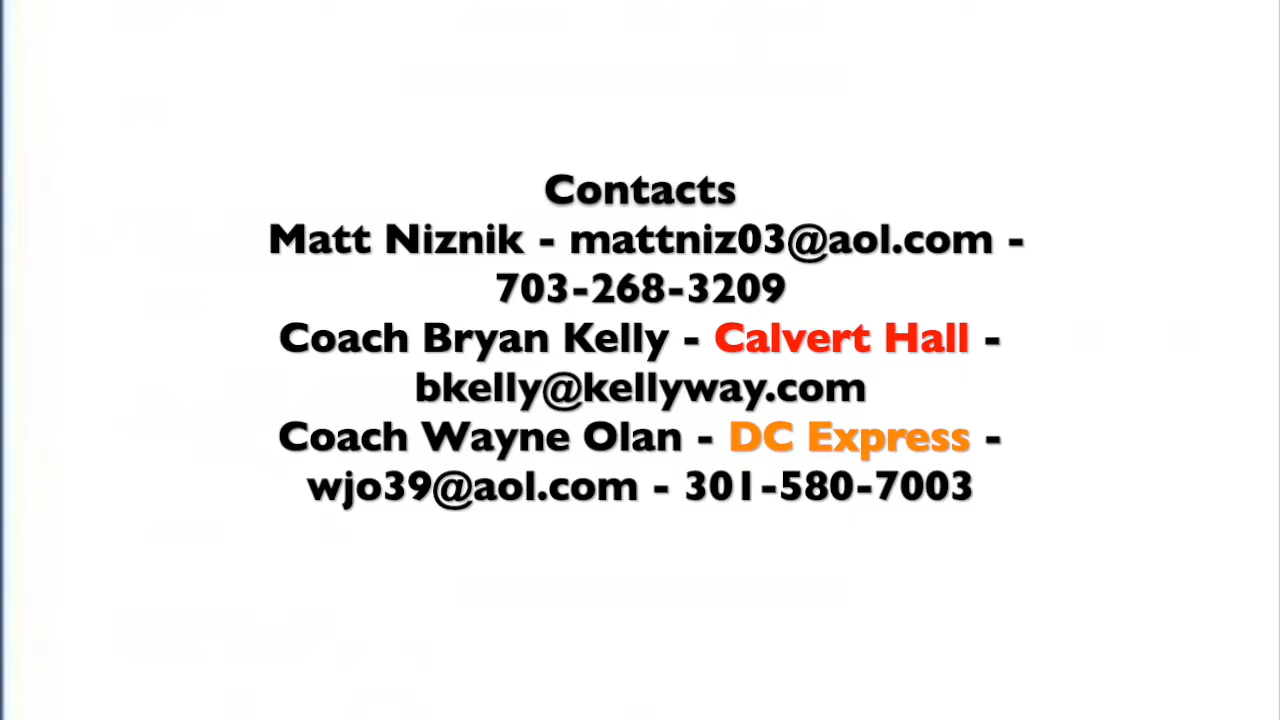 Contacts
Matt Niznik - mattniz03@aol.com -
703-268-3209
Coach Bryan Kelly - Calvert Hall -
bkelly@kellyway.com
Coach Wayne Olan - DC Express -
wjo39@aol.com - 301-580-7003